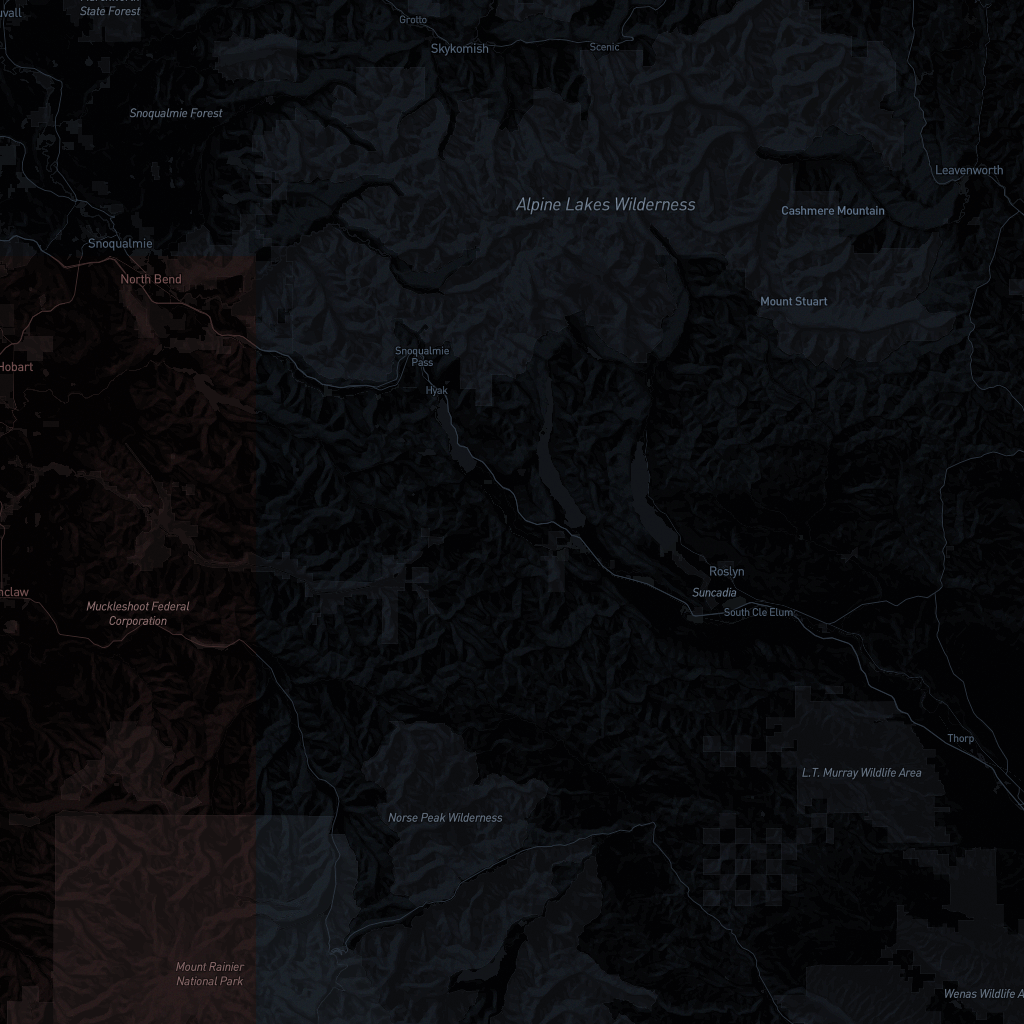 State Forest
Grotto
Skykomish
Scenic
Snoqualmie Forest
Leavenworth
Alpine Lakes Wilderness
Cashmere Mountain
Snoqualmie
North Bend
Mount Stuart
Snoqualmie
Pass
Hobart
Hyak
Roslyn
Suncadia
Muckleshoot Federal
Corporation
South Cle Elum
Thorp
L.T. Murray Wildlife Area
Norse Peak Wilderness
Mount Rainier
National Park
Wenas Wildlife A